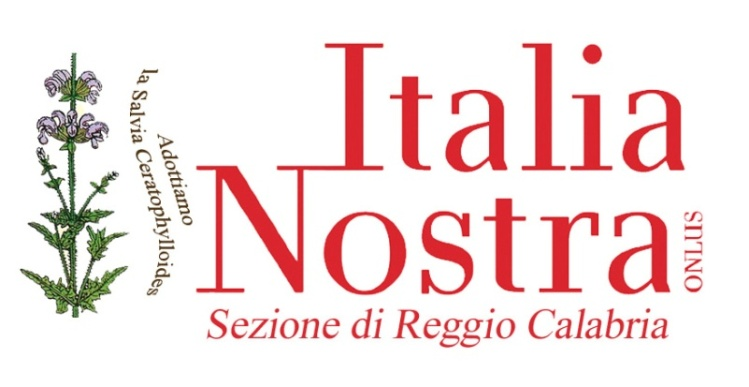 Adottiamo
la Salvia Ceratophylloides
Italia
Nostra
ONLUS
Sezione di Reggio Calabria